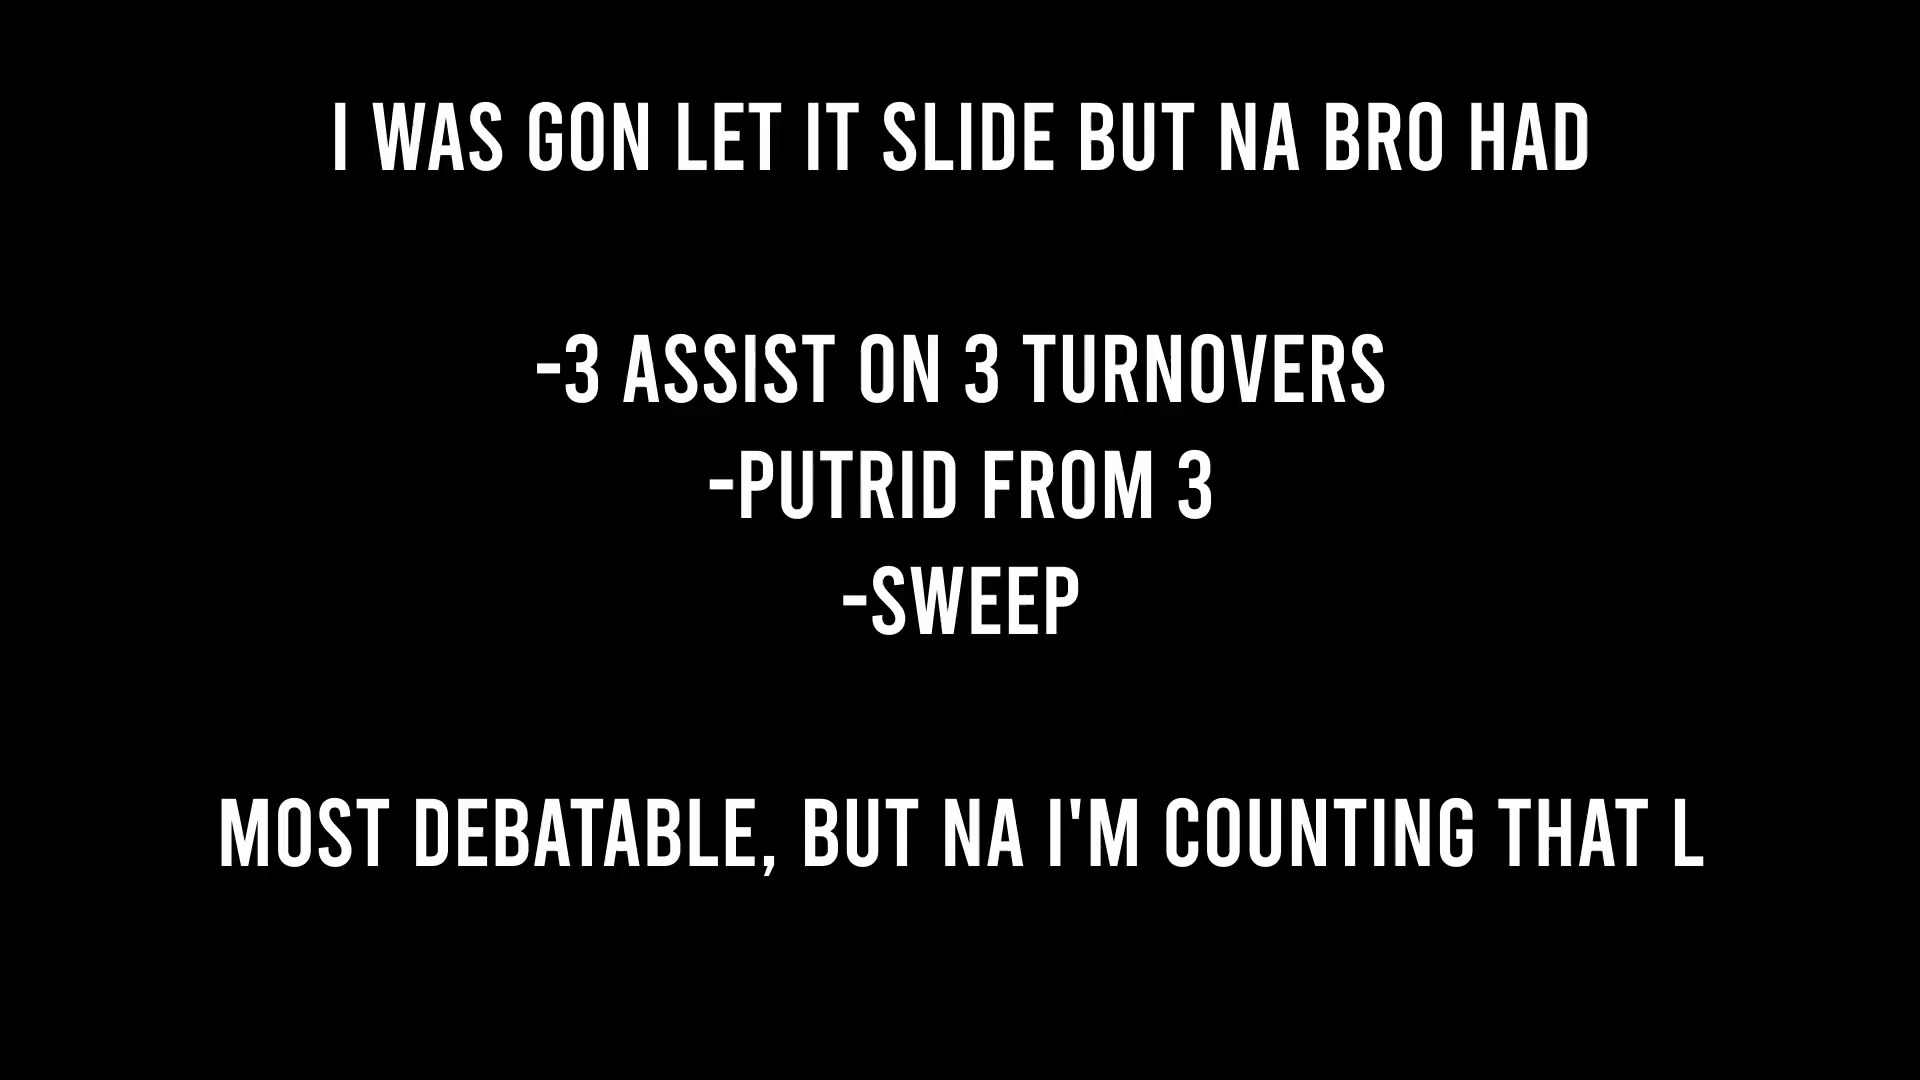 I WAS GON LET IT SLIDE BUT NA BRO HAD
-3 ASSIST ON 3 TURNOVERS
-PUTRID FROM 3
-SWEEP
MOST DEBATABLE, BUT NA I'M COUNTING THAT L